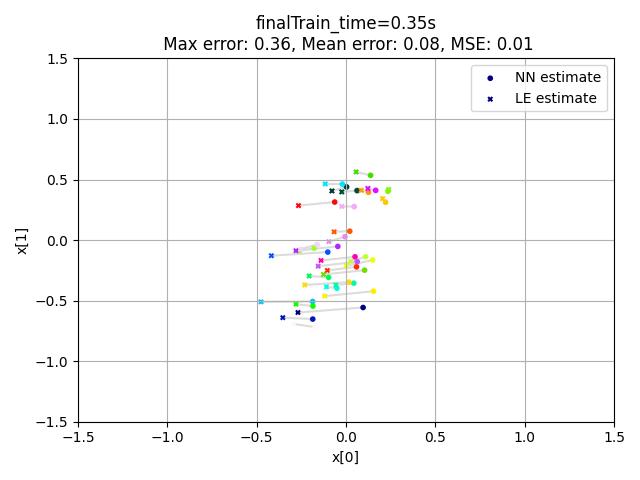 finalTrain_time=0.35s
Max error: 0.36, Mean error: 0.08, MSE: 0.01
1.5
NN estimate
LE estimate
1.0
0.5
x[1]
0.0
−0.5
−1.0
−1.5
−1.5 −1.0 −0.5 0.0 0.5 1.0 1.5
x[0]